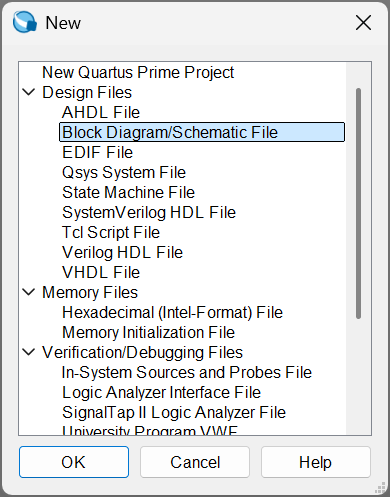 New
New Quartus Prime Project
Design Files
AHDL File
Block Diagram/Schematic File
EDIF File
Qsys System File
State Machine File
SystemVerilog HDL File
Tcl Script File
Verilog HDL File
VHDL File
Memory Files
Hexadecimal (Intel-Format) File
Memory Initialization File
Verification/Debugging Files
In-System Sources and Probes File
Logic Analyzer Interface File
SignalTap II Logic Analyzer File
University Program VWF
OK
Cancel
Help